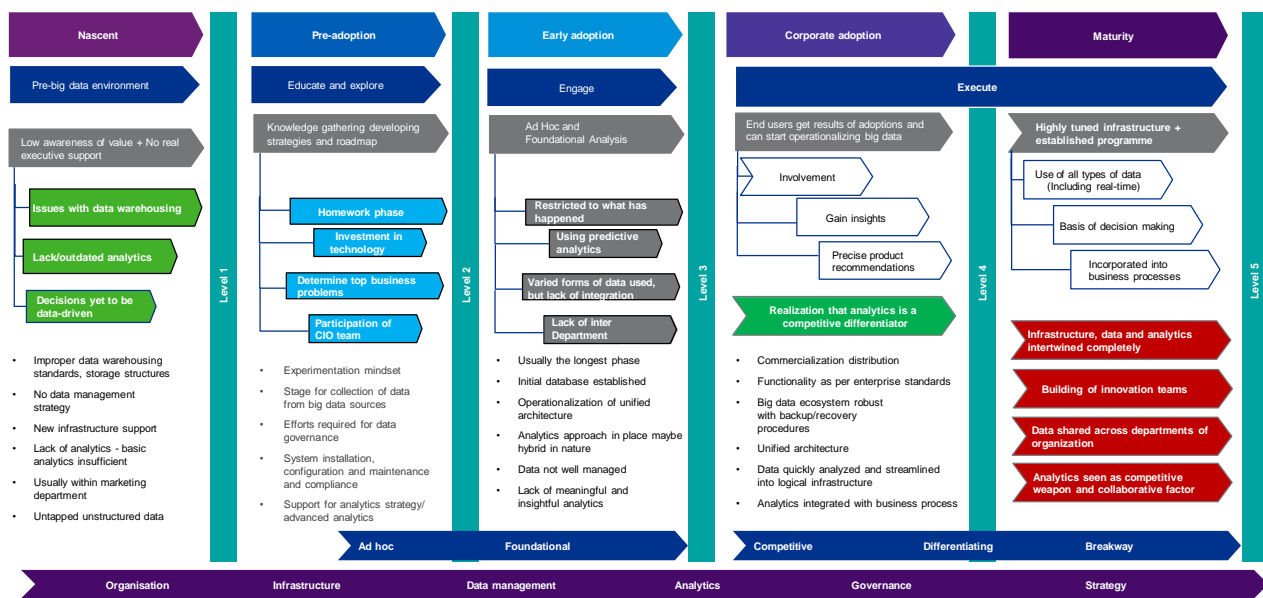 Nascent
Pre-adoption
Early adoption
Corporate adoption
Maturity
Pre-big data environment
Educate and explore
Engage
Execute
Low awareness of value + No real
executive support
Issues with data warehousing
Lack/outdated analytics
Decisions yet to be
data-driven
Improper data warehousing
standards, storage structures
No data management
strategy
New infrastructure support
Lack of analytics - basic
analytics insufficient
Usually within marketing
department
Untapped unstructured data
Level 1
Knowledge gathering developing
strategies and roadmap
Homework phase
Investment in
technology
Determine top business
problems
Participation of
CIO team
Experimentation mindset
Stage for collection of data
from big data sources
Efforts required for data
governance
System installation,
configuration and maintenance
and compliance
Support for analytics strategy/
advanced analytics
Level 2
Ad Hoc and
Foundational Analysis
Restricted to what has
happened
Using predictive
analytics
Varied forms of data used,
but lack of integration
Lack of inter
Department
Usually the longest phase
Initial database established
Operationalization of unified
architecture
Analytics approach in place maybe
hybrid in nature
Data not well managed
Lack of meaningful and
insightful analytics
Level 3
End users get results of adoptions and
can start operationalizing big data
Involvement
Gain insights
Precise product
recommendations
Realization that analytics is a
competitive differentiator
Commercialization distribution
Functionality as per enterprise standards
Big data ecosystem robust
with backup/recovery
procedures
Unified architecture
Data quickly analyzed and streamlined
into logical infrastructure
Analytics integrated with business process
Level 4
Highly tuned infrastructure +
established programme
Use of all types of data
(Including real-time)
Basis of decision making
Incorporated into
business processes
Infrastructure, data and analytics
intertwined completely
Building of innovation teams
Data shared across departments of
organization
Analytics seen as competitive
weapon and collaborative factor
Level 5
Ad hoc
Foundational
Competitive
Differentiating
Breakway
Organisation
Infrastructure
Data management
Analytics
Governance
Strategy